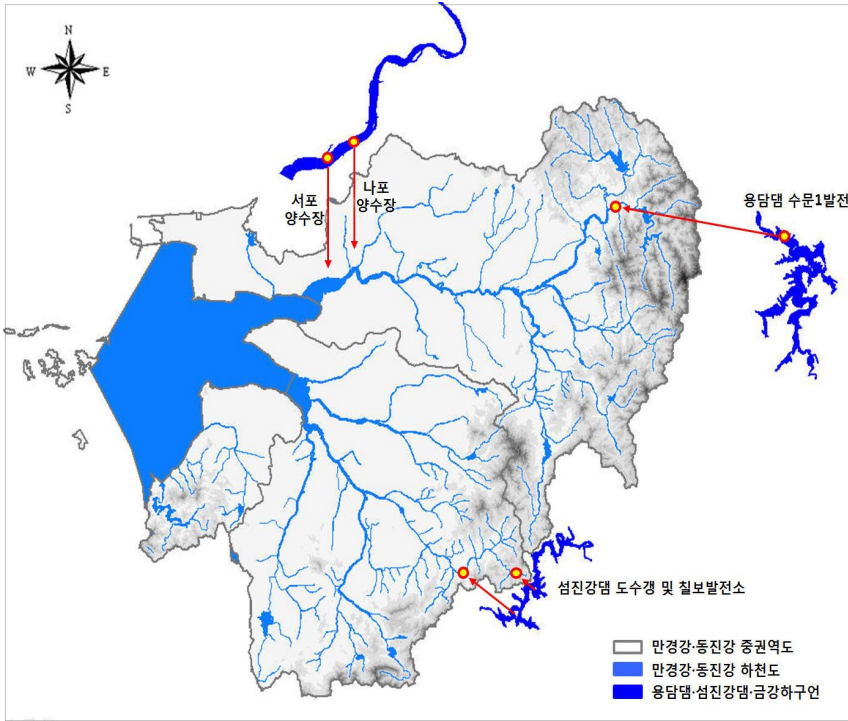 N
W
E
S
서포
양수장
나포
양수장
용담댐 수문1발전
섬진강댐 도수갱 및 칠보발전소
만경강·동진강 중권역도
만경강·동진강 하천도
용담댐·섬진강댐·금강하구언